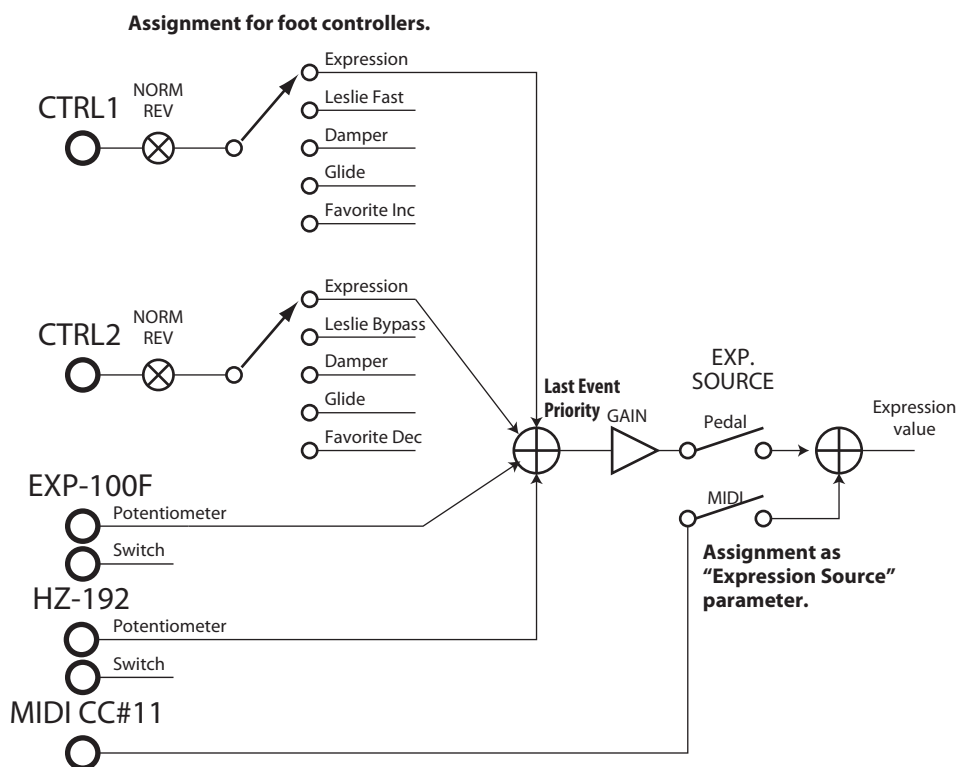 Assignment for foot controllers.
CTRL1
NORM
REV
Expression
Leslie Fast
Damper
Glide
Favorite Inc
CTRL2
NORM
REV
Expression
Leslie Bypass
Damper
Glide
Favorite Dec
Last Event
Priority
GAIN
EXP.
SOURCE
Pedal
Expression
value
MIDI
Assignment as
“Expression Source”
parameter.
EXP-100F
Potentiometer
Switch
HZ-192
Potentiometer
Switch
MIDI CC#11